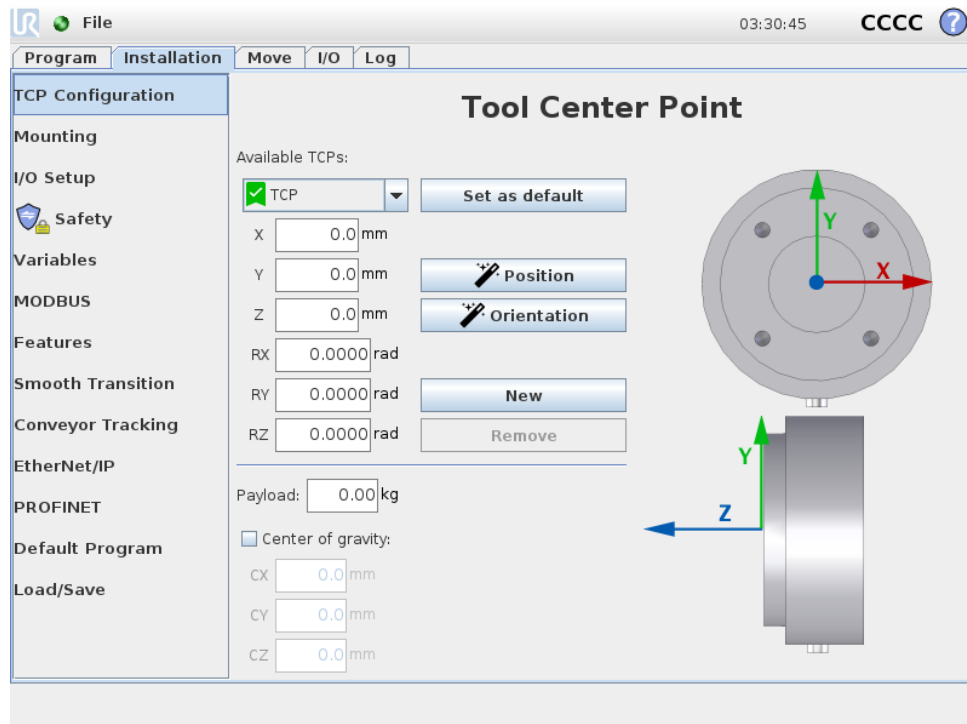 UR File 03:30:45 CCCC ?
Program Installation Move I/O Log
TCP Configuration
Mounting
I/O Setup
Safety
Variables
MODBUS
Features
Smooth Transition
Conveyor Tracking
EtherNet/IP
PROFINET
Default Program
Load/Save
Tool Center Point
Available TCPs:
TCP Set as default
X 0.0 mm
Y 0.0 mm Position
Z 0.0 mm Orientation
RX 0.0000 rad
RY 0.0000 rad New
RZ 0.0000 rad Remove
Payload: 0.00 kg
Center of gravity:
CX 0.0 mm
CY 0.0 mm
CZ 0.0 mm
Y
X
Y
Z